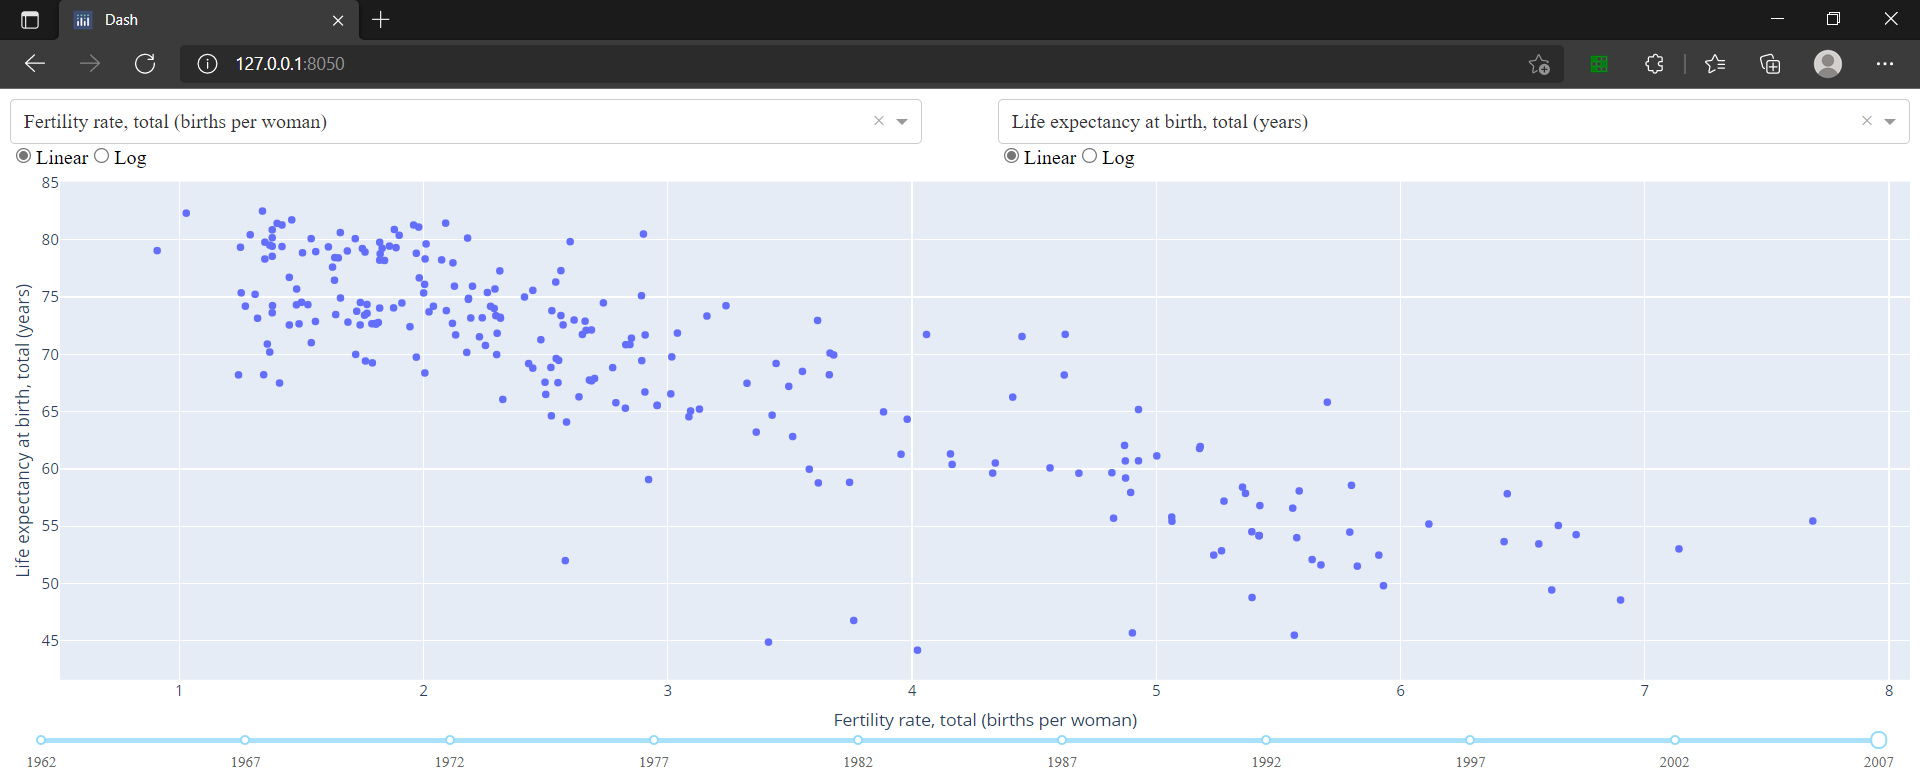 Dash
127.0.0.1:8050
Fertility rate, total (births per woman)
Life expectancy at birth, total (years)
Linear Log
Linear Log
85
80
75
70
65
60
55
50
45
Life expectancy at birth, total (years)
1 2 3 4 5 6 7 8
Fertility rate, total (births per woman)
1962 1967 1972 1977 1982 1987 1992 1997 2002 2007